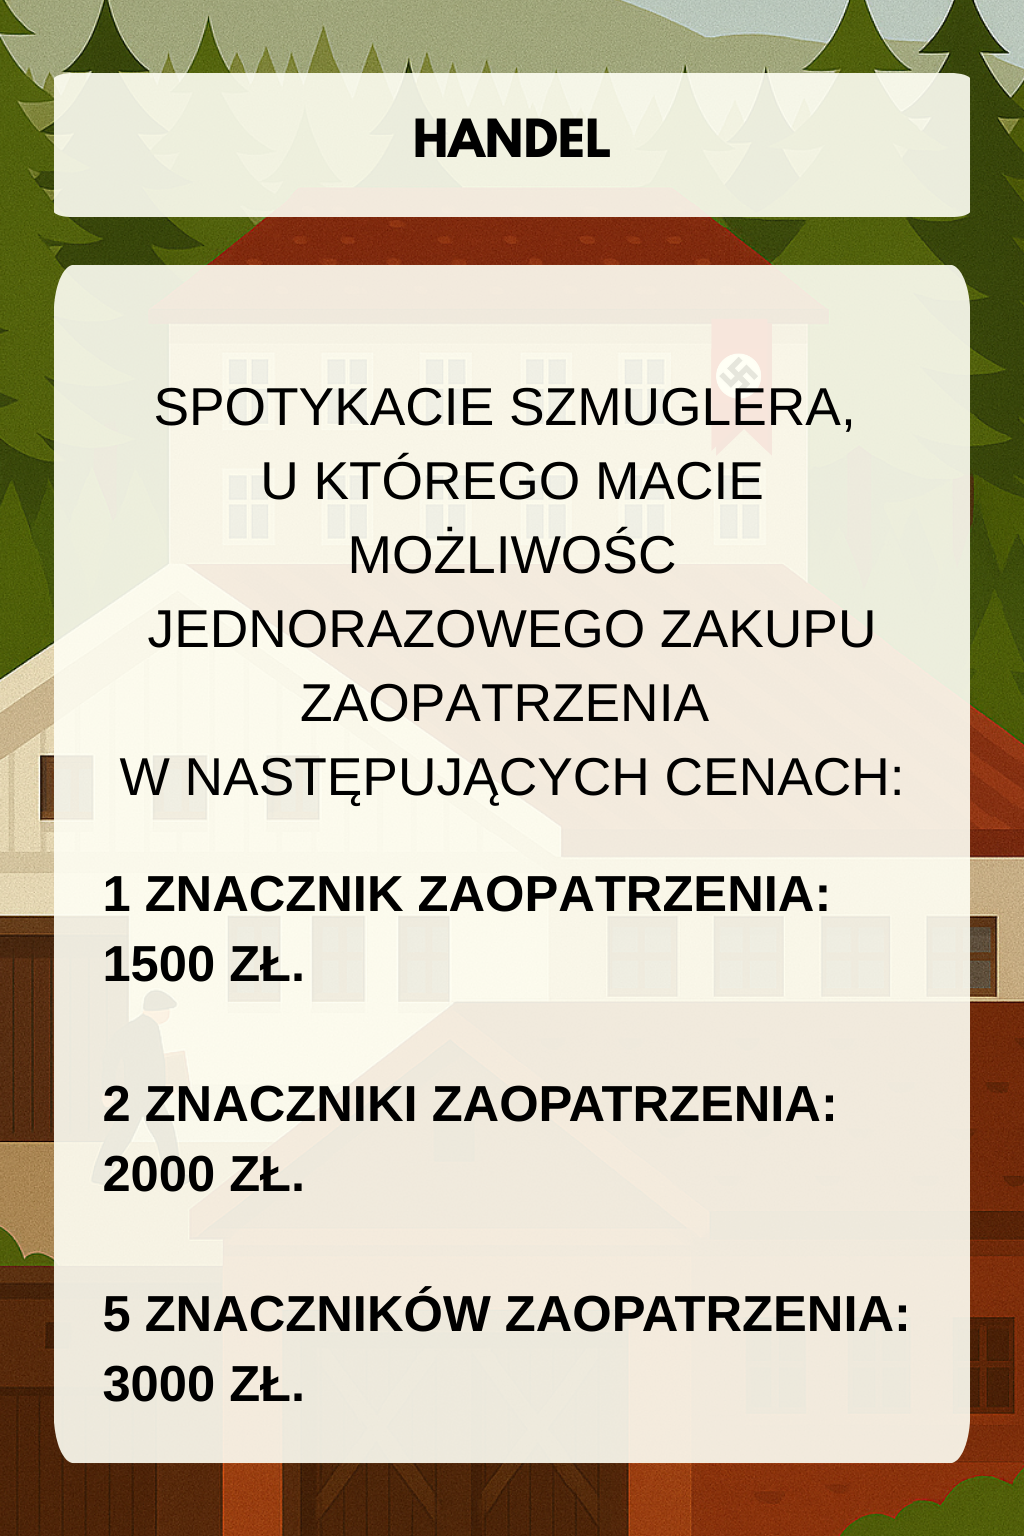 HANDEL
SPOTYKACIE SZMUGLERA,
U KTÓREGO MACIE
MOŻLIWOŚC
JEDNORAZOWEGO ZAKUPU
ZAOPATRZENIA
W NASTĘPUJĄCYCH CENACH:
1 ZNACZNIK ZAOPATRZENIA:
1500 ZŁ.
2 ZNACZNIKI ZAOPATRZENIA:
2000 ZŁ.
5 ZNACZNIKÓW ZAOPATRZENIA:
3000 ZŁ.